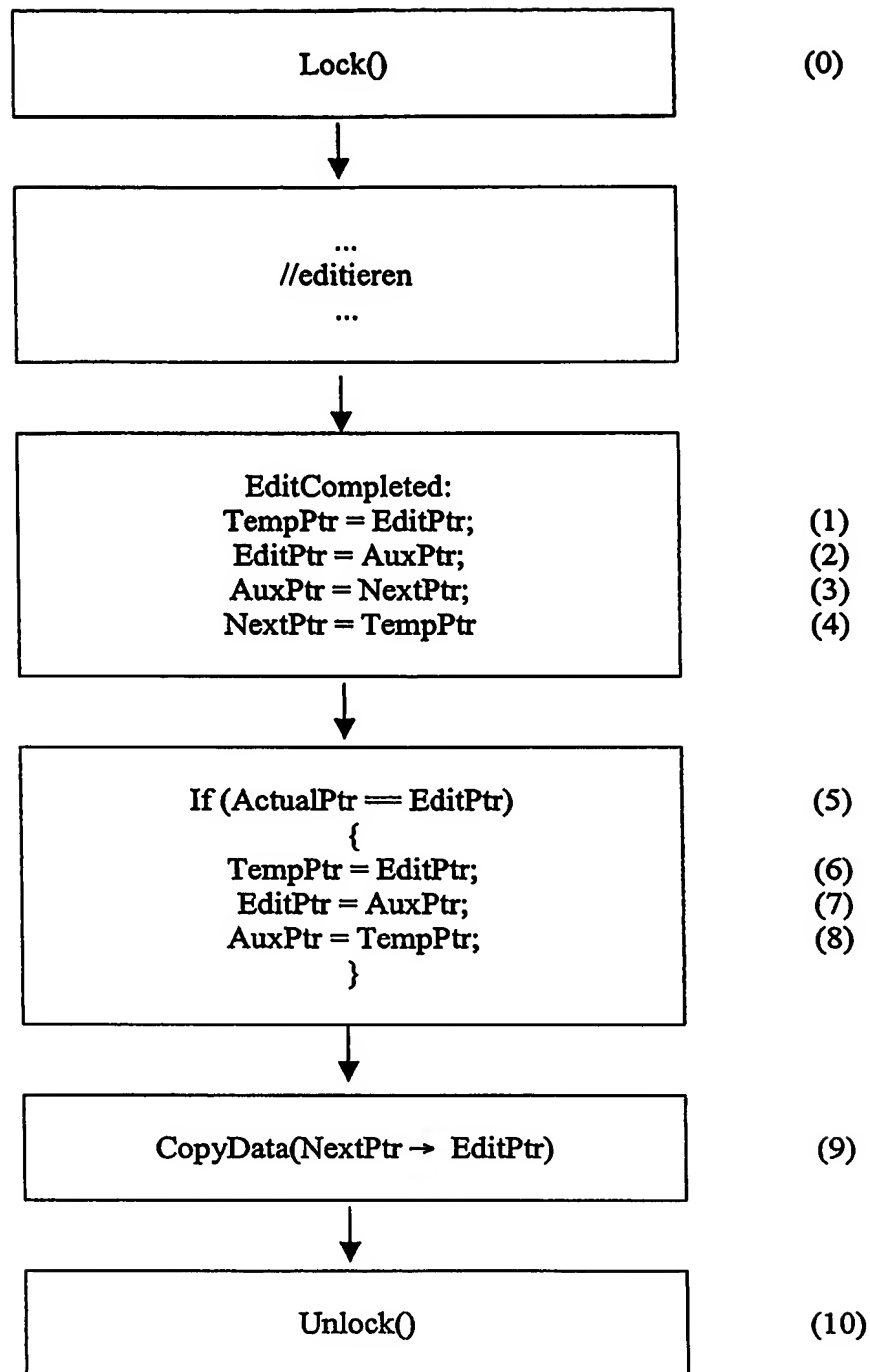 Lock() (0)
...
//editieren
...
EditCompleted:
TempPtr = EditPtr; (1)
EditPtr = AuxPtr; (2)
AuxPtr = NextPtr; (3)
NextPtr = TempPtr (4)
If (ActualPtr == EditPtr) (5)
{
TempPtr = EditPtr; (6)
EditPtr = AuxPtr; (7)
AuxPtr = TempPtr; (8)
}
CopyData(NextPtr → EditPtr) (9)
Unlock() (10)